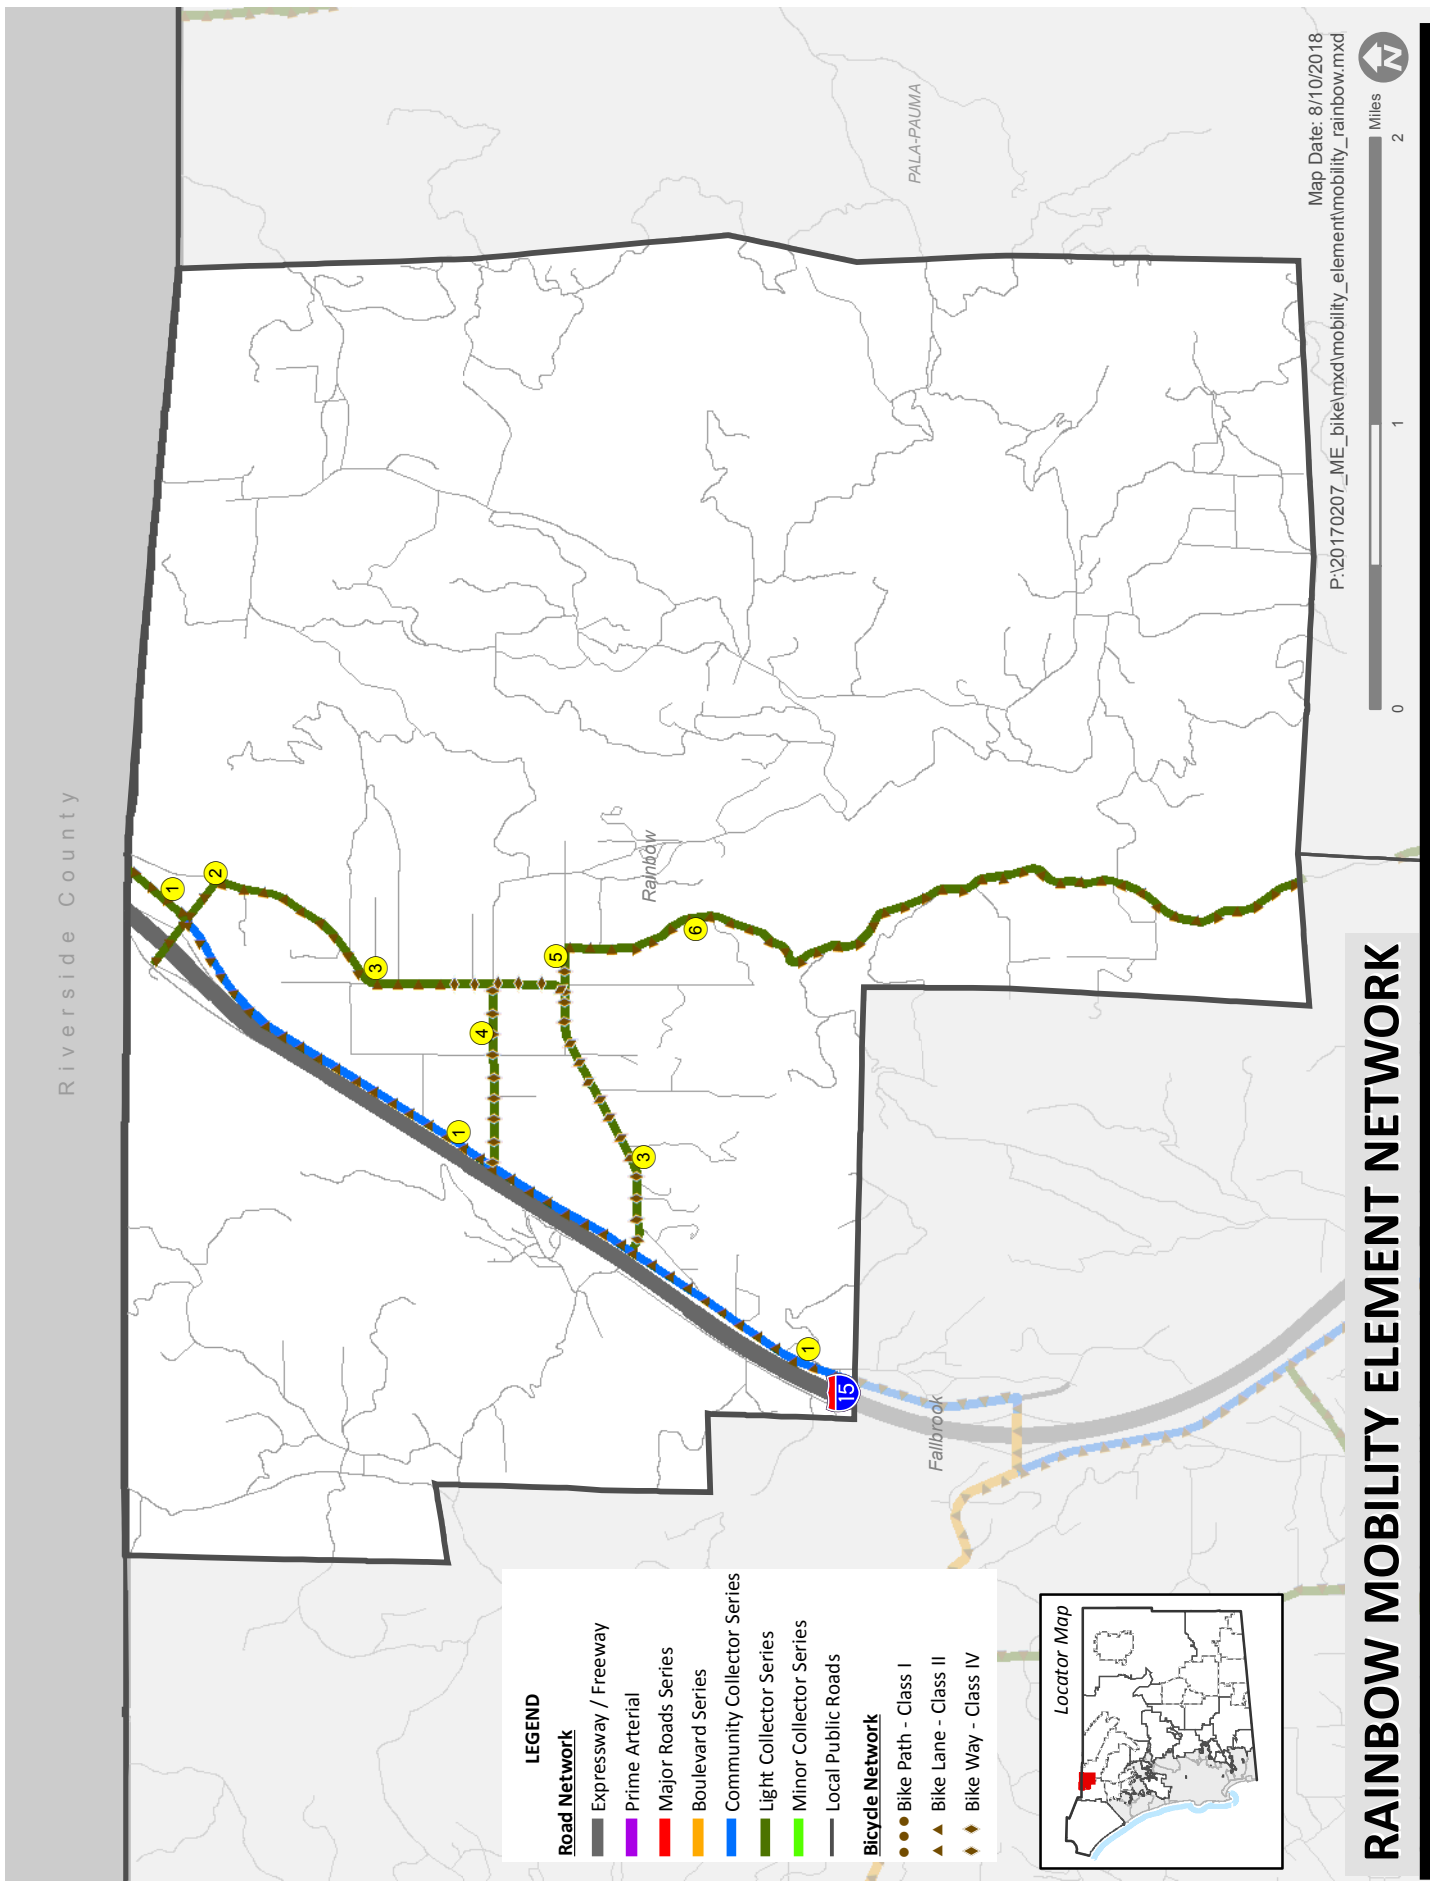 Riverside County
PALA-PAUMA
Rainbow
Fallbrook
1
2
3
4
5
6
1
3
1
15
LEGEND
Road Network
Expressway / Freeway
Prime Arterial
Major Roads Series
Boulevard Series
Community Collector Series
Light Collector Series
Minor Collector Series
Local Public Roads
Bicycle Network
Bike Path - Class I
Bike Lane - Class II
Bike Way - Class IV
Locator Map
Map Date: 8/10/2018
P:\20170207_ME_bike\mxd\mobility_element\mobility_rainbow.mxd
N
Miles
0 1 2
RAINBOW MOBILITY ELEMENT NETWORK